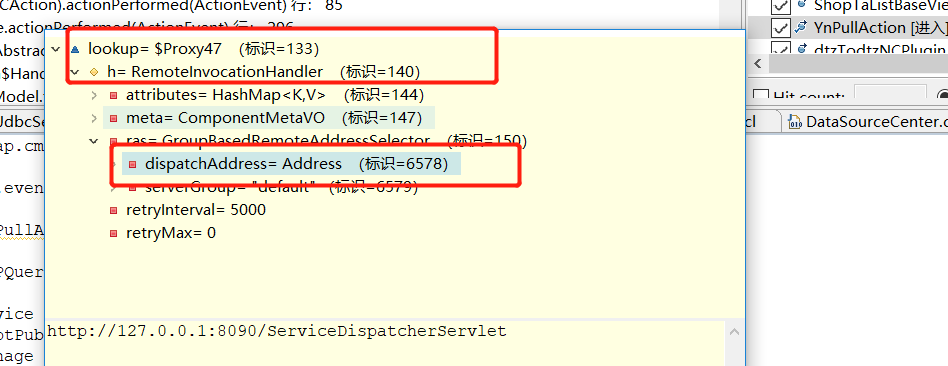 CAction).actionPerformed(ActionEvent) 行: 85
e.actionPerformed(ActionEvent) 行: 296
Abstrac
n$Hand
Model.
JdbcSe
ap.cm
.even
PullA
PQuer
vice
otPub
nage
lookup= $Proxy47 (标识=133)
h= RemoteInvocationHandler (标识=140)
attributes= HashMap<K,V> (标识=144)
meta= ComponentMetaVO (标识=147)
ras= GroupBasedRemoteAddressSelector (标识=150)
dispatchAddress= Address (标识=6578)
serverGroup= "default" (标识=6579)
retryInterval= 5000
retryMax= 0
http://127.0.0.1:8090/ServiceDispatcherServlet
ShopTaListBaseVie
YnPullAction [进入]
dtzTodtzNCPlugin
Hit count:
cl
DataSourceCenter.c